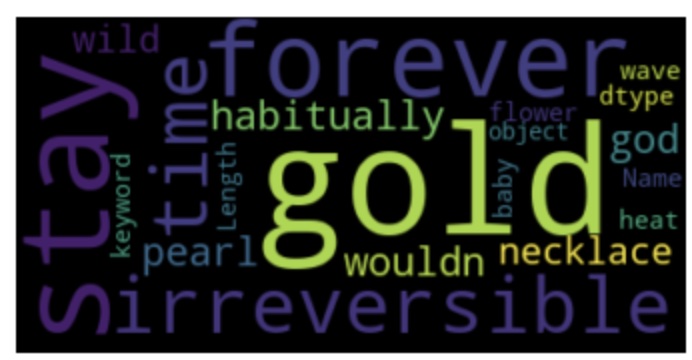 wild
forever
stay
time
wave
dtype
habitually
flower
object
god
gold
keyword
Length
baby
Name
heat
pearl
wouldn
necklace
irreversible